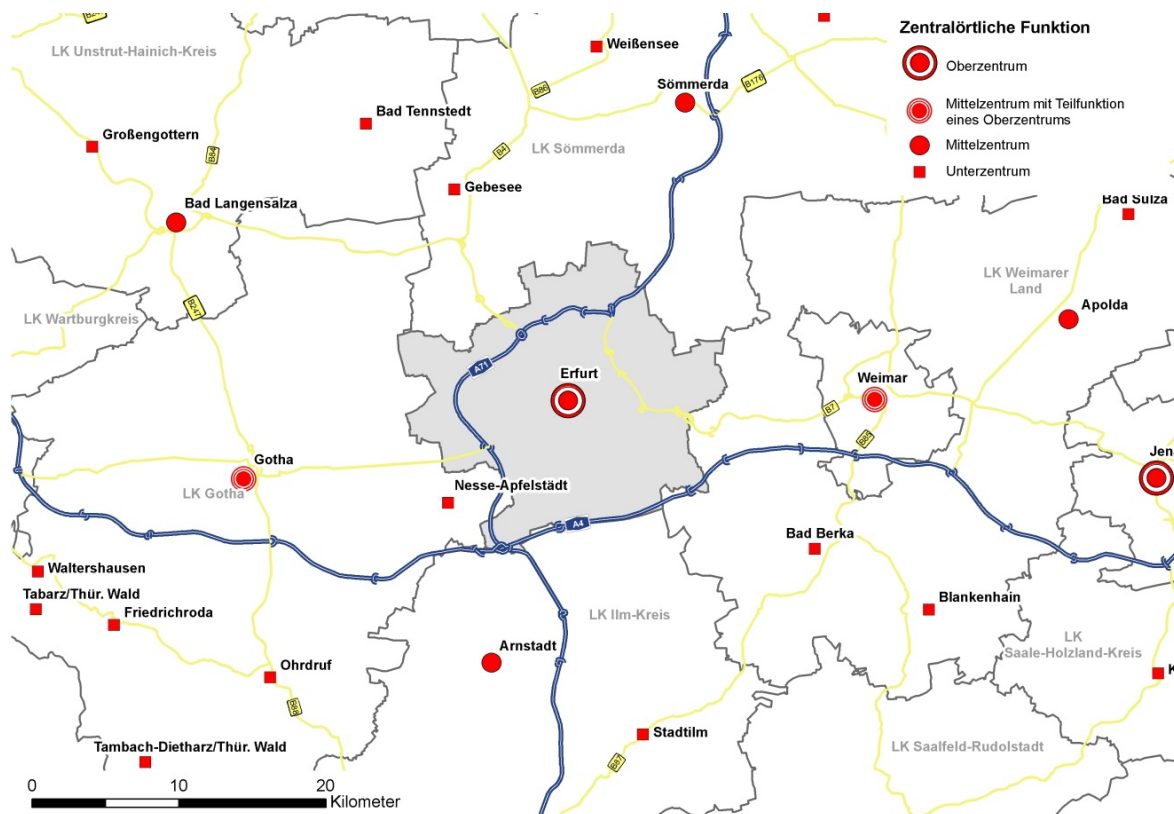 Zentralörtliche Funktion
Oberzentrum
Mittelzentrum mit Teilfunktion
eines Oberzentrums
Mittelzentrum
Unterzentrum
LK Unstrut-Hainich-Kreis
Weißensee
Sömmerda
B176
B86
Bad Tennstedt
Großengottern
B84
B4
LK Sömmerda
Gebesee
Bad Langensalza
Bad Sulza
LK Weimarer
Land
B247
LK Wartburgkreis
Apolda
A71
Erfurt
Weimar
B7
B85
Gotha
LK Gotha
Nesse-Apfelstädt
Jena
A4
Bad Berka
Waltershausen
Tabarz/Thür. Wald
Friedrichroda
Blankenhain
LK Ilm-Kreis
LK
Saale-Holzland-Kreis
Arnstadt
Ohrdruf
K
B88
Stadtilm
Tambach-Dietharz/Thür. Wald
LK Saalfeld-Rudolstadt
B87
0 10 20
Kilometer